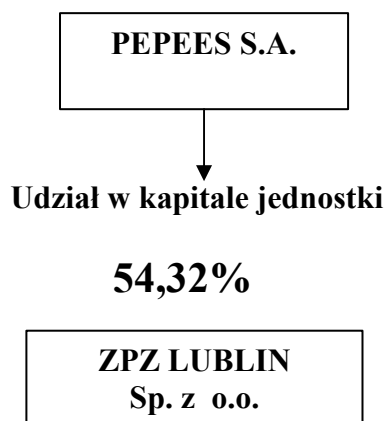 PEPEES S.A.
Udział w kapitale jednostki
54,32%
ZPZ LUBLIN
Sp. z o.o.